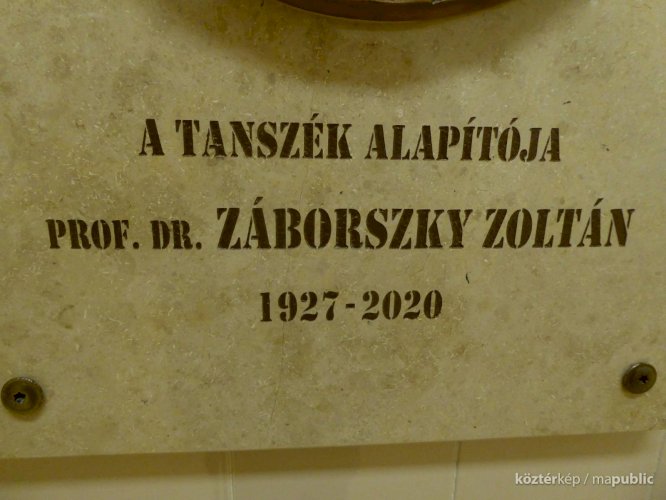 A TANSZÉK ALAPÍTÓJA
PROF. DR. ZÁBORSZKY ZOLTÁN
1927-2020
köztérkép / mapublic